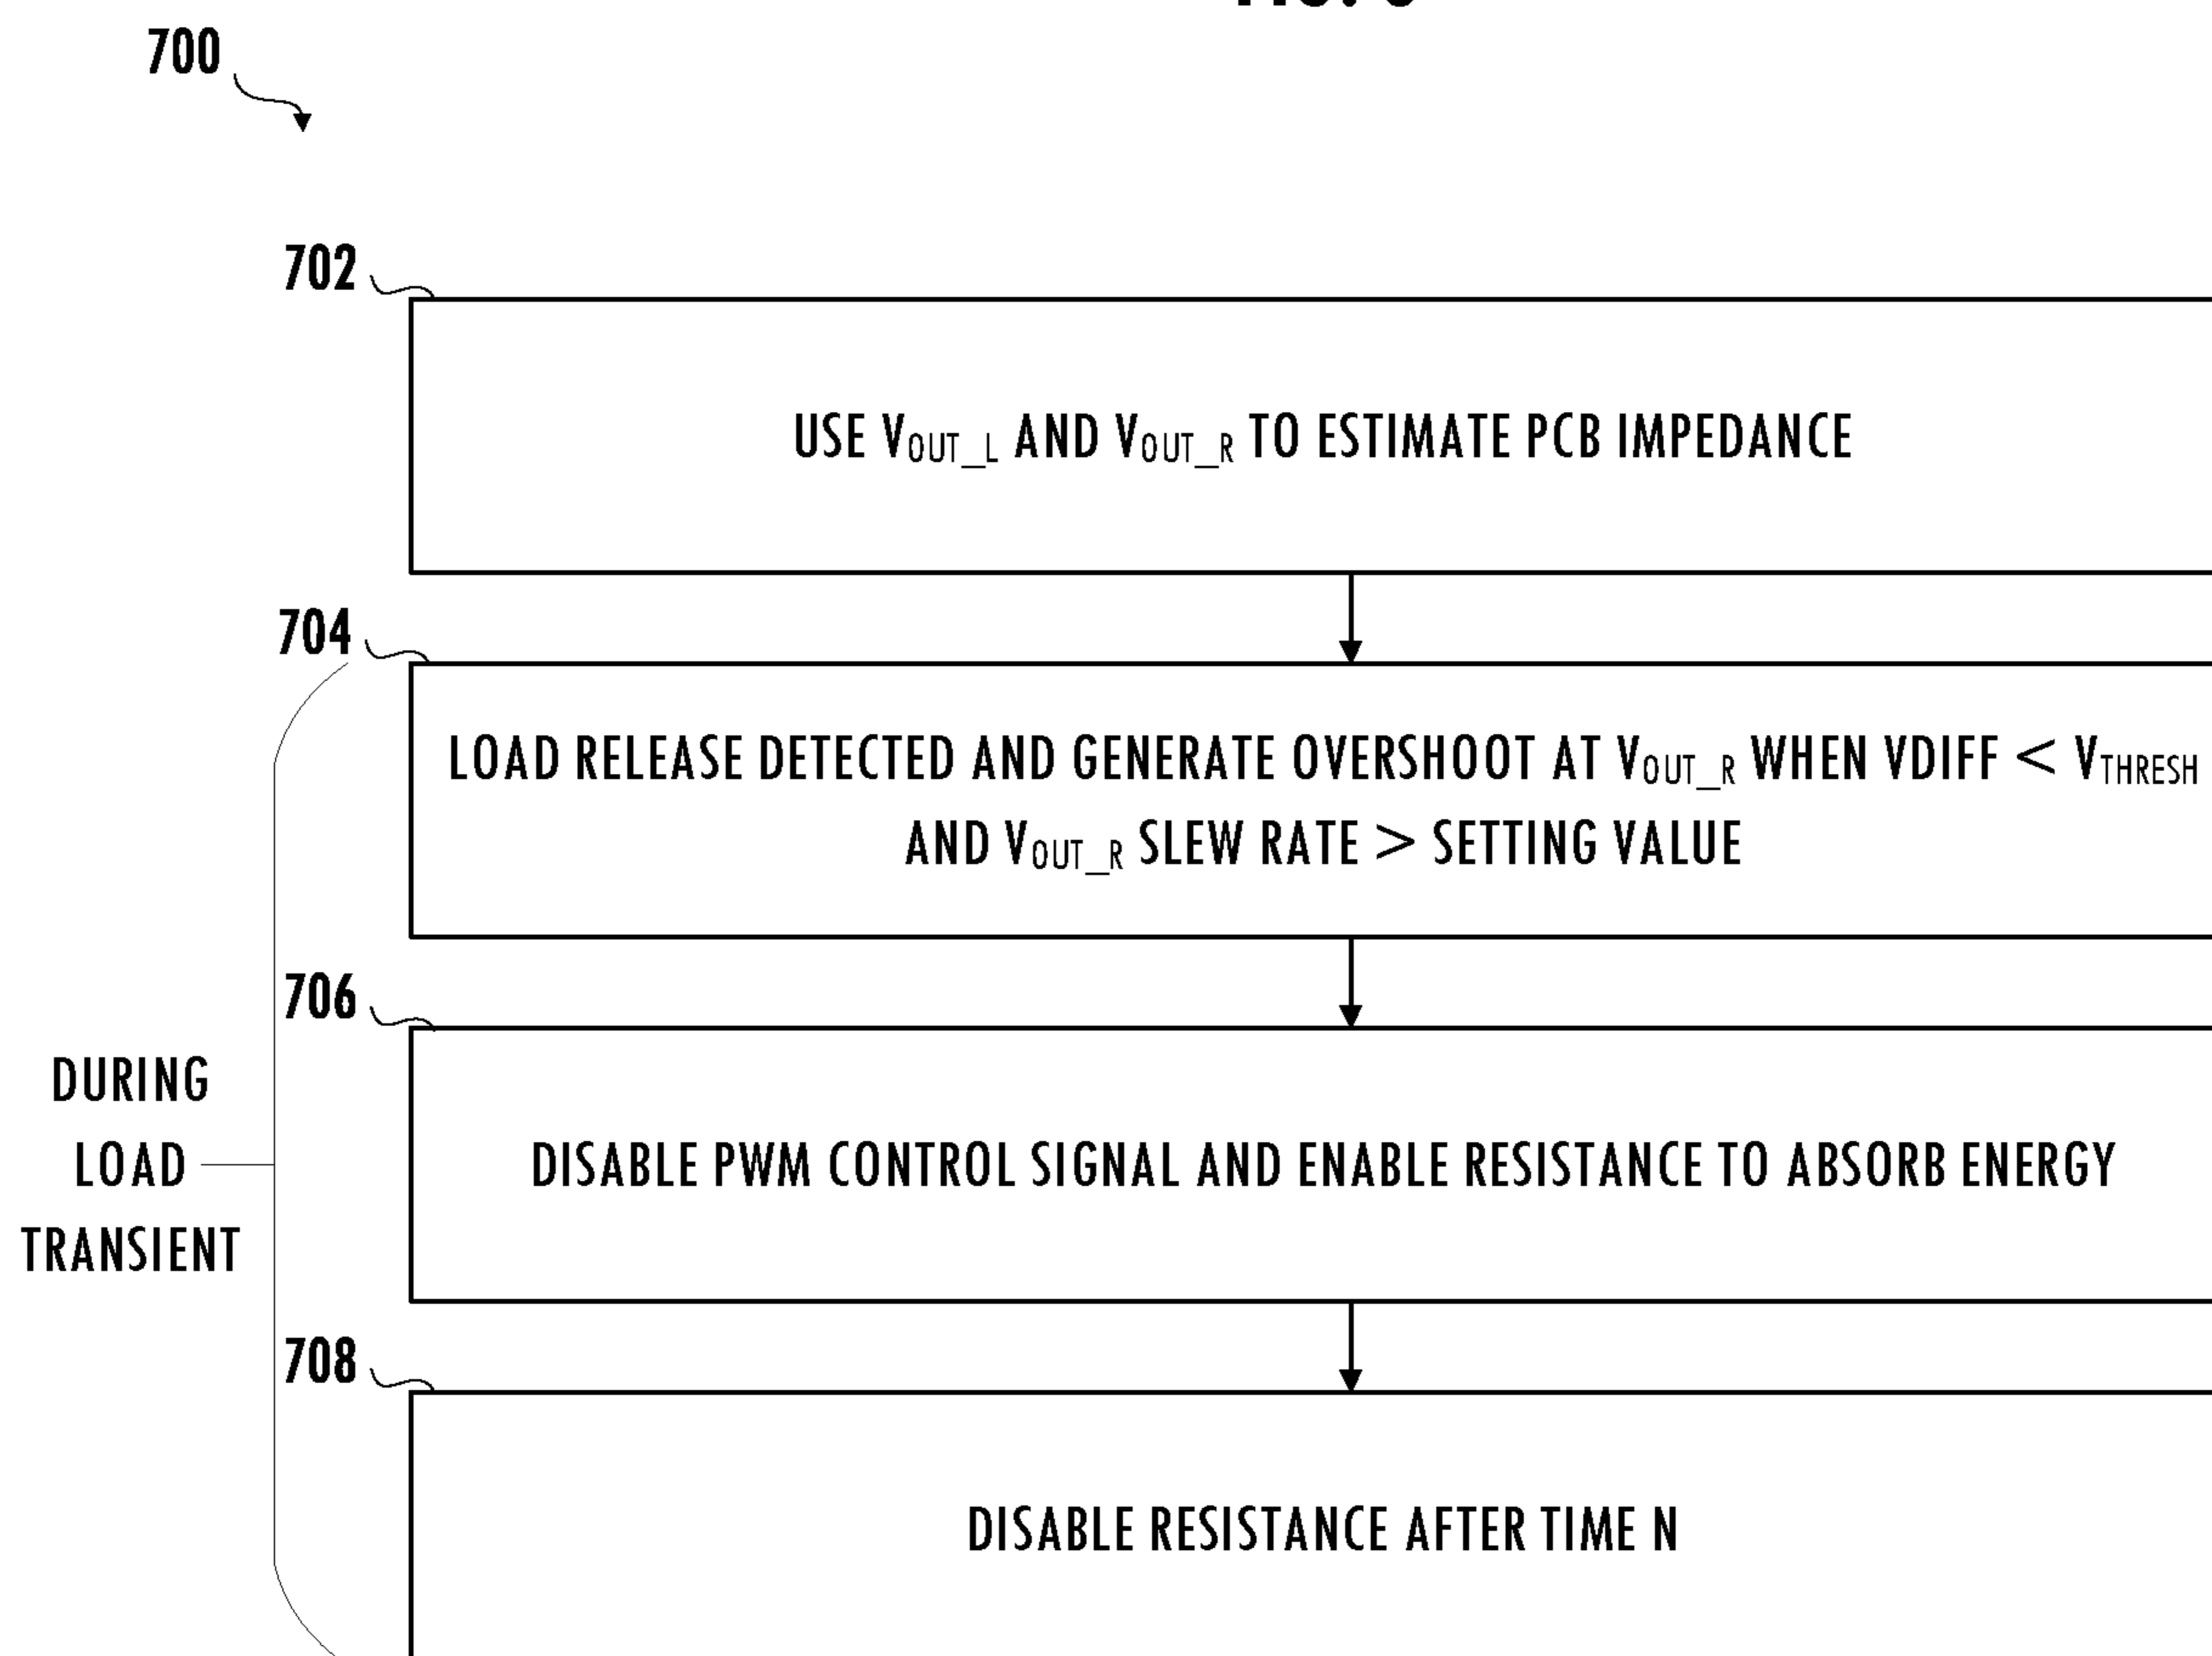 700
702
USE VOUT_L AND VOUT_R TO ESTIMATE PCB IMPEDANCE
704
LOAD RELEASE DETECTED AND GENERATE OVERSHOOT AT VOUT_R WHEN VDIFF < VTHRESH
AND VOUT_R SLEW RATE > SETTING VALUE
706
DURING
LOAD
TRANSIENT
DISABLE PWM CONTROL SIGNAL AND ENABLE RESISTANCE TO ABSORB ENERGY
708
DISABLE RESISTANCE AFTER TIME N